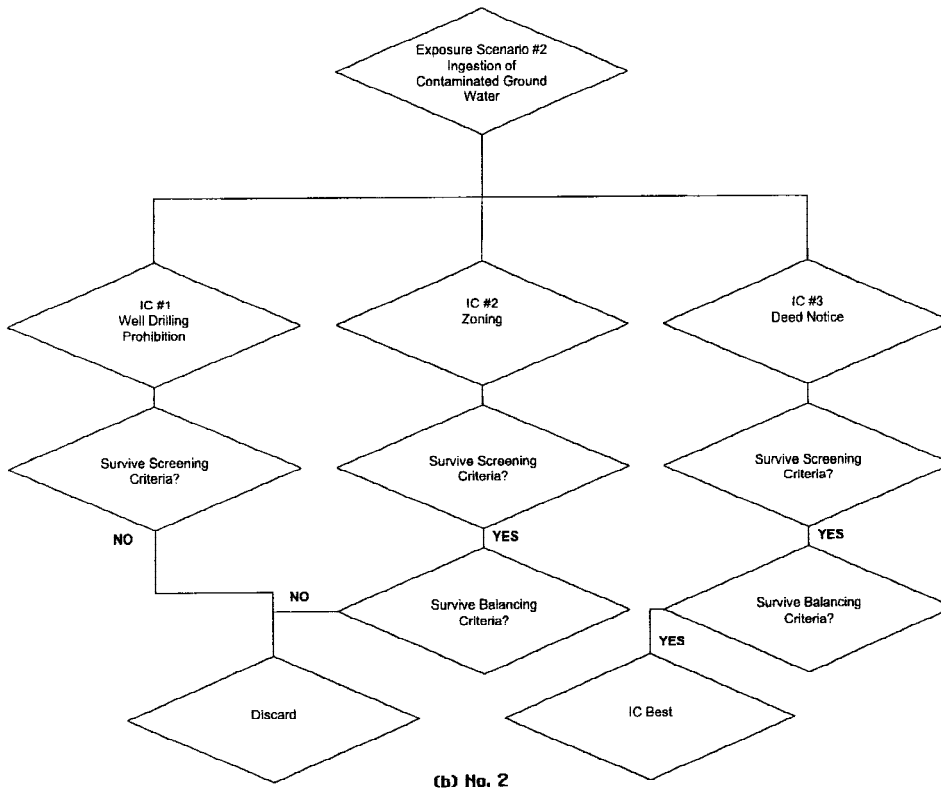 Exposure Scenario #2
Ingestion of
Contaminated Ground
Water
IC #1
Well Drilling
Prohibition
IC #2
Zoning
IC #3
Deed Notice
Survive Screening
Criteria?
Survive Screening
Criteria?
Survive Screening
Criteria?
NO
YES
YES
NO
Survive Balancing
Criteria?
Survive Balancing
Criteria?
YES
Discard
IC Best
(b) No. 2